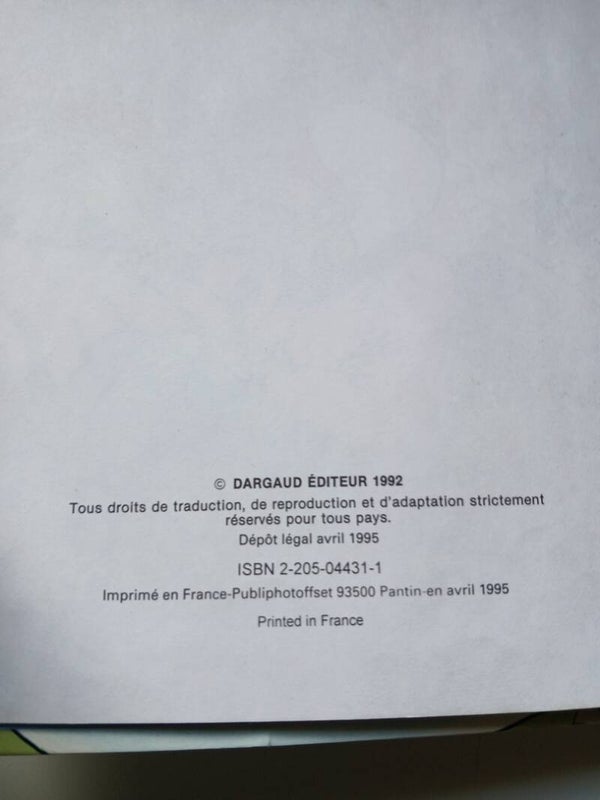 © DARGAUD ÉDITEUR 1992
Tous droits de traduction, de reproduction et d'adaptation strictement
réservés pour tous pays.
Dépôt légal avril 1995
ISBN 2-205-04431-1
Imprimé en France-Publiphotoffset 93500 Pantin-en avril 1995
Printed in France